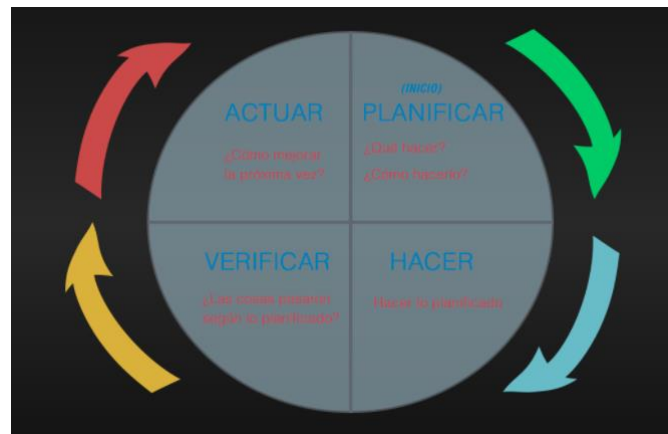 ACTUAR
¿Cómo mejorar
la próxima vez?
(INICIO)
PLANIFICAR
¿Qué hacer?
¿Cómo hacerlo?
VERIFICAR
¿Las cosas pasaron
según lo planificado?
HACER
Hacer lo planificado